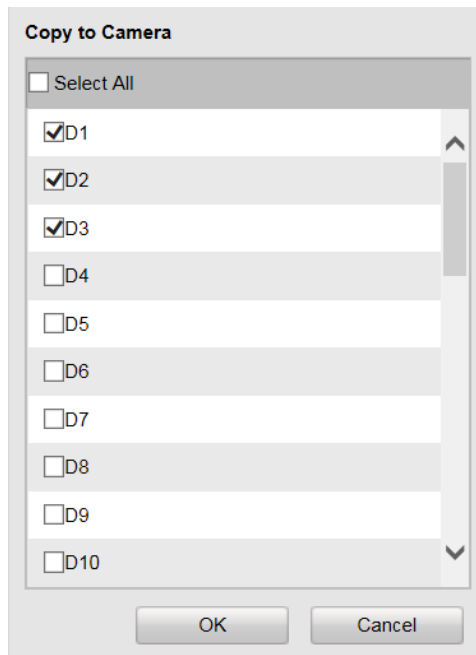 Copy to Camera
Select All
D1
D2
D3
D4
D5
D6
D7
D8
D9
D10
OK Cancel